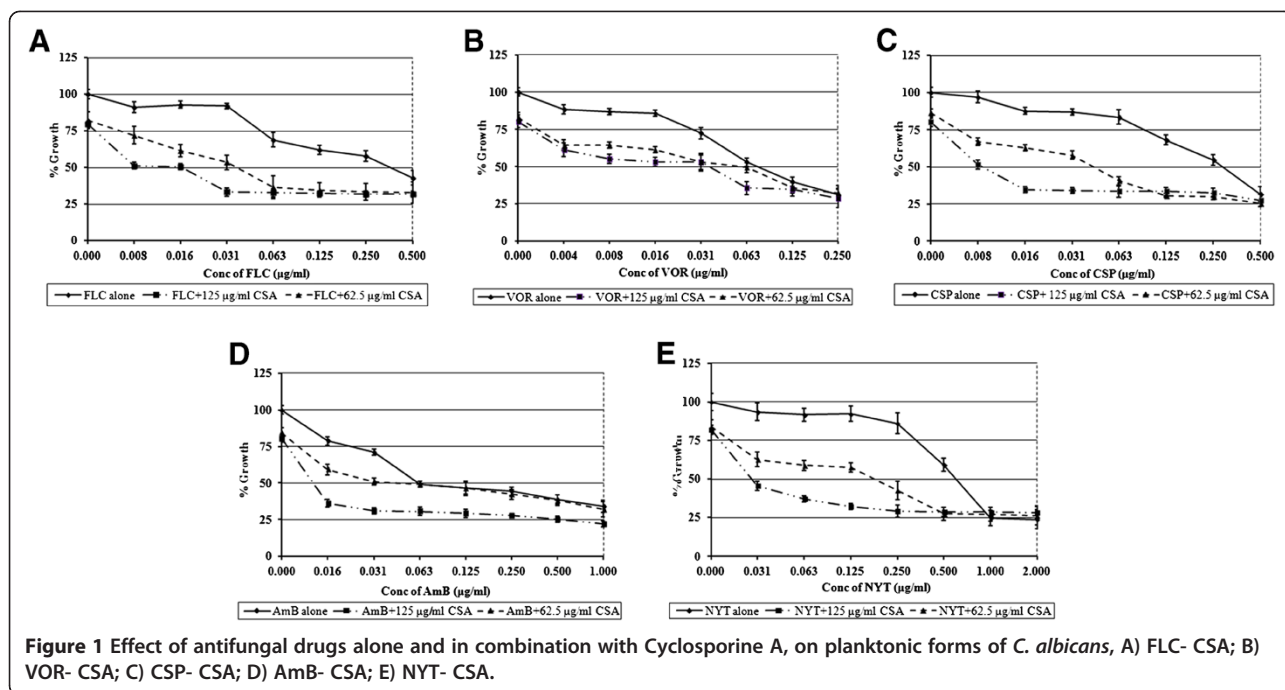 A
125
100
75
50
25
0
% Growth
0.000 0.008 0.016 0.031 0.063 0.125 0.250 0.500
Conc of FLC (µg/ml)
FLC alone FLC+125 µg/ml CSA FLC+62.5 µg/ml CSA
B
125
100
75
50
25
0
% Growth
0.000 0.004 0.008 0.016 0.031 0.063 0.125 0.250
Conc of VOR (µg/ml)
VOR alone VOR+125 µg/ml CSA VOR+62.5 µg/ml CSA
C
125
100
75
50
25
0
% Growth
0.000 0.008 0.016 0.031 0.063 0.125 0.250 0.500
Conc of CSP (µg/ml)
CSP alone CSP+ 125 µg/ml CSA CSP+62.5 µg/ml CSA
D
125
100
75
50
25
0
% Growth
0.000 0.016 0.031 0.063 0.125 0.250 0.500 1.000
Conc of AmB (µg/ml)
AmB alone AmB+125 µg/ml CSA AmB+62.5 µg/ml CSA
E
125
100
75
50
25
0
% Growth
0.000 0.031 0.063 0.125 0.250 0.500 1.000 2.000
Conc of NYT (µg/ml)
NYT alone NYT+125 µg/ml CSA NYT+62.5 µg/ml CSA
Figure 1 Effect of antifungal drugs alone and in combination with Cyclosporine A, on planktonic forms of C. albicans, A) FLC- CSA; B)
VOR- CSA; C) CSP- CSA; D) AmB- CSA; E) NYT- CSA.